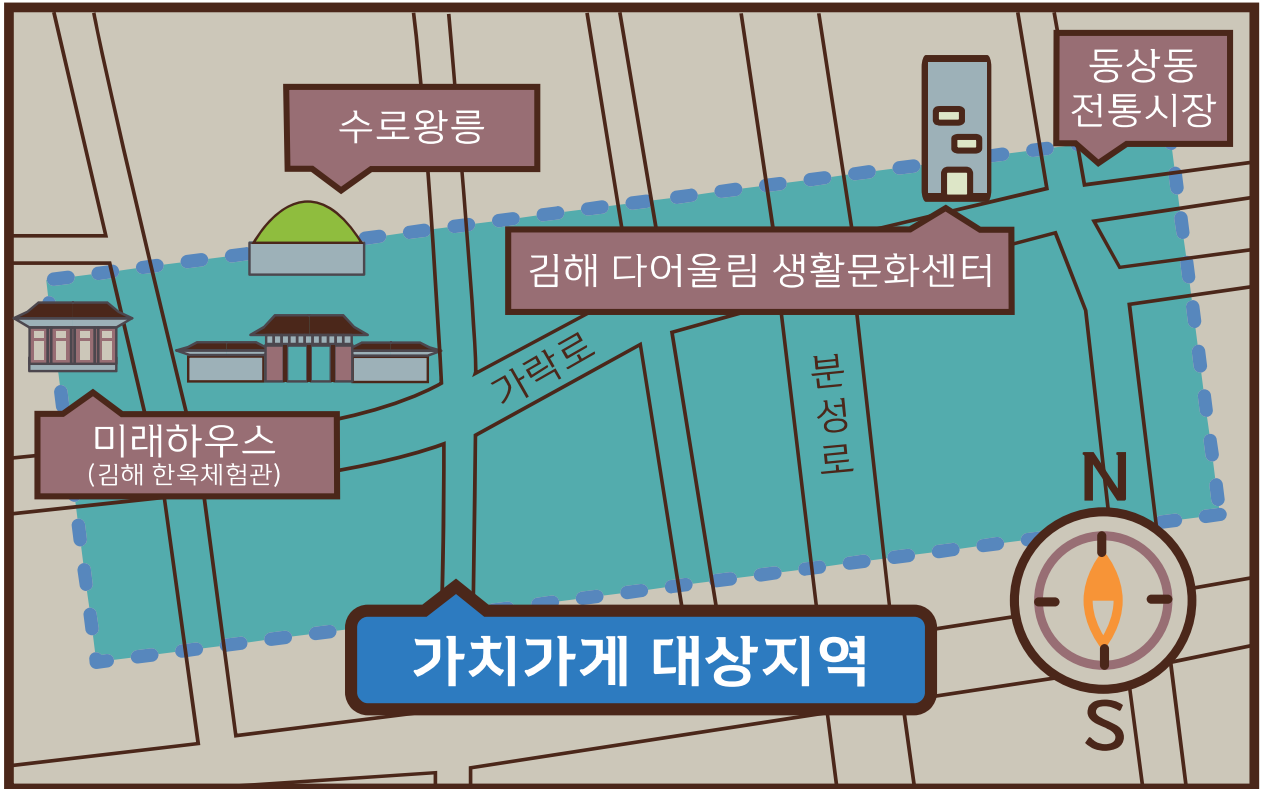 동상동
전통시장
수로왕릉
김해 다어울림 생활문화센터
가락로
분성로
미래하우스
(김해 한옥체험관)
N
가치가게 대상지역
S